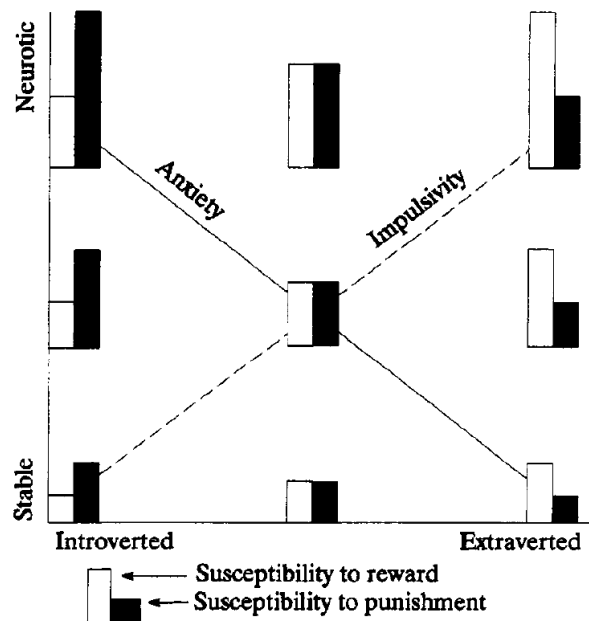 Neurotic
Anxiety
Impulsivity
Stable
Introverted
Extraverted
Susceptibility to reward
Susceptibility to punishment